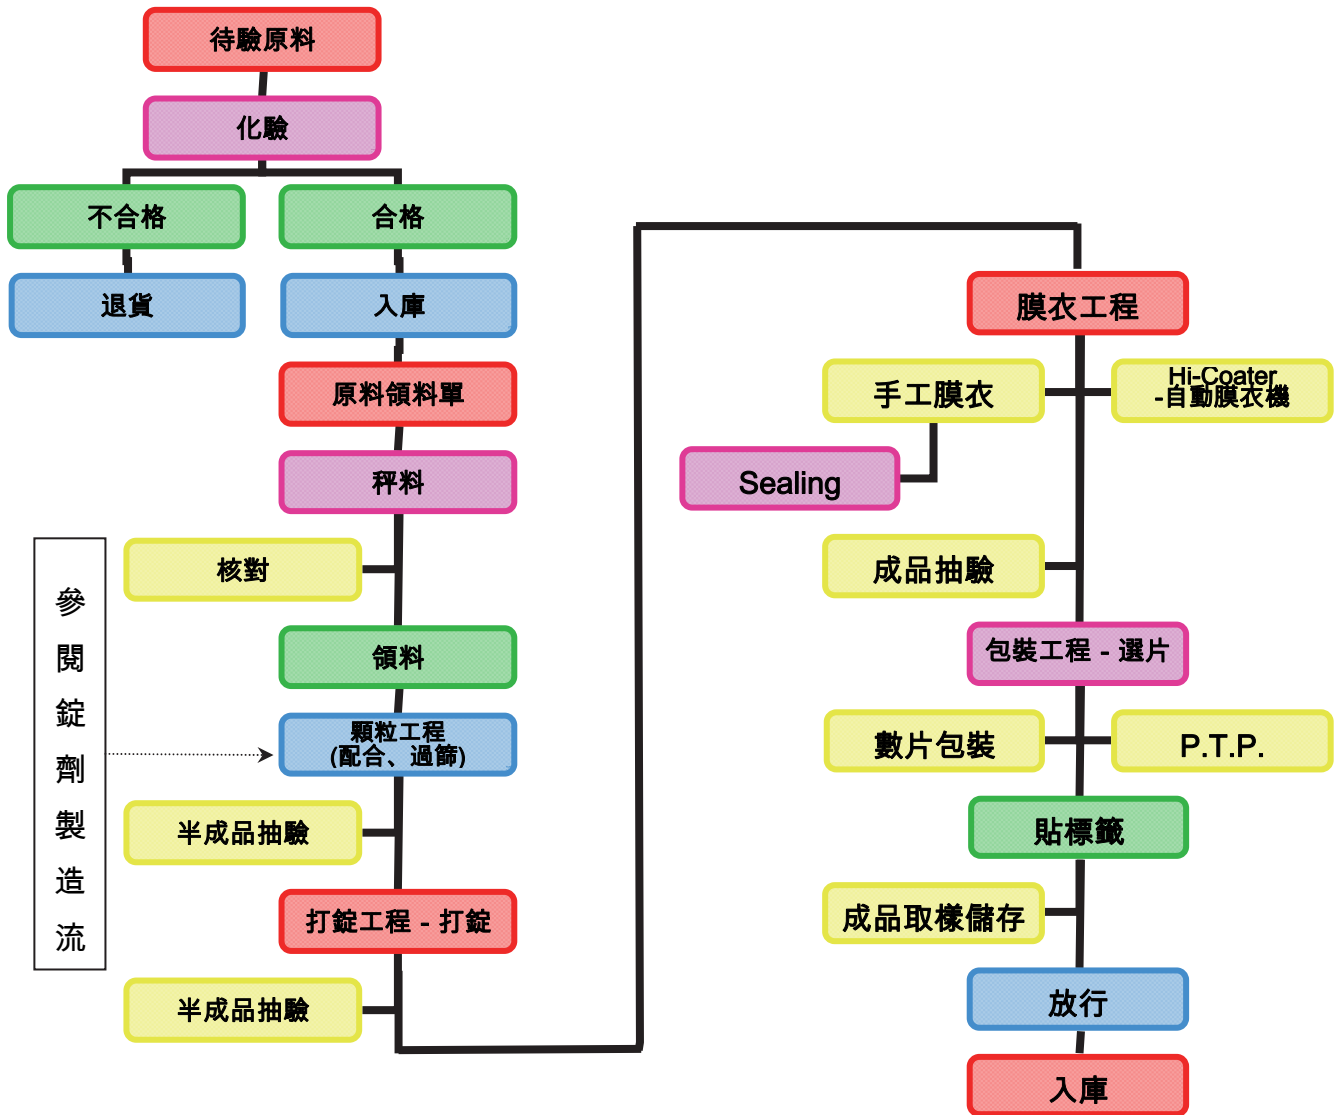 待驗原料
化驗
不合格
合格
退貨
入庫
原料領料單
秤料
核對
領料
顆粒工程
(配合、過篩)
半成品抽驗
打錠工程 - 打錠
半成品抽驗
參閱錠劑製造流
膜衣工程
手工膜衣
Hi-Coater
-自動膜衣機
Sealing
成品抽驗
包裝工程 - 選片
數片包裝
P.T.P.
貼標籤
成品取樣儲存
放行
入庫